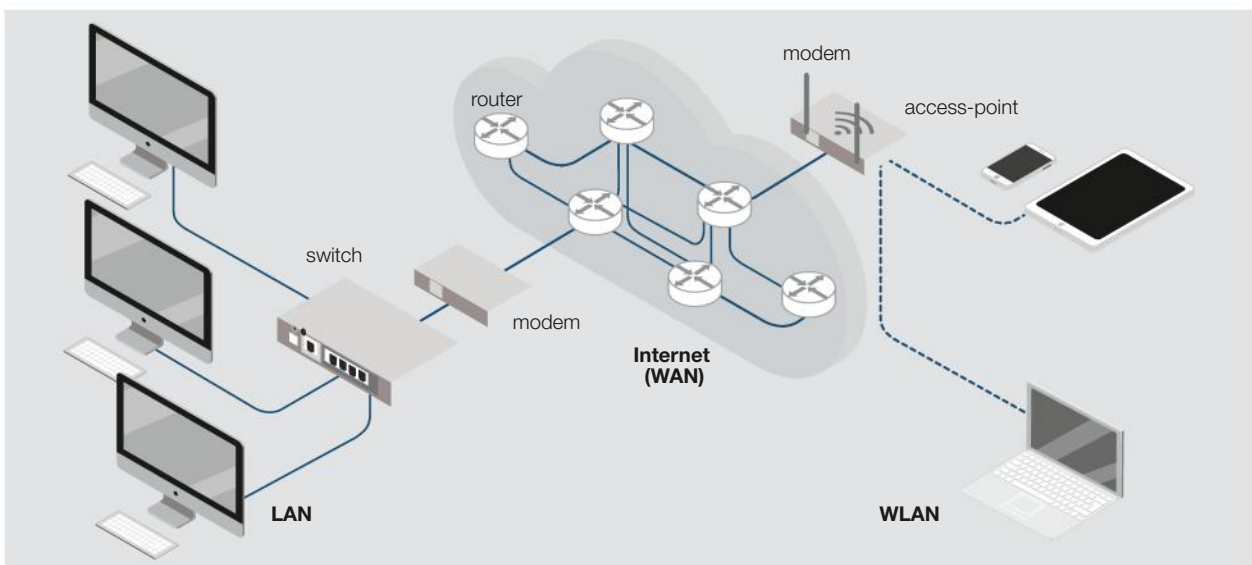 modem
router
access-point
switch
modem
Internet
(WAN)
LAN
WLAN